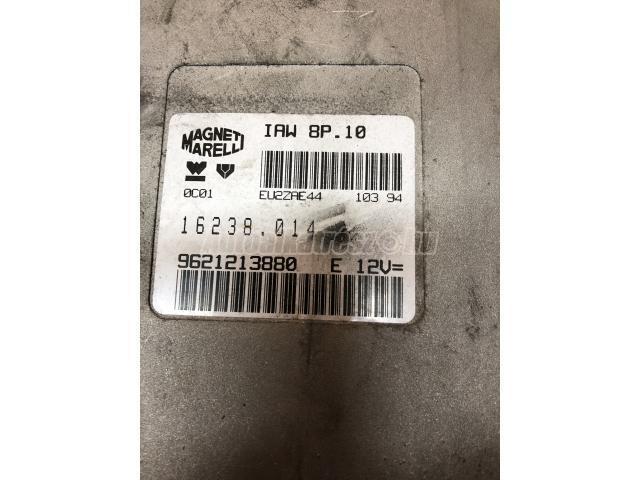 MAGNETI
MARELLI
IAW 8P.10
0C01
EU2ZAE44
103 94
16238.014
9621213880 E 12V=